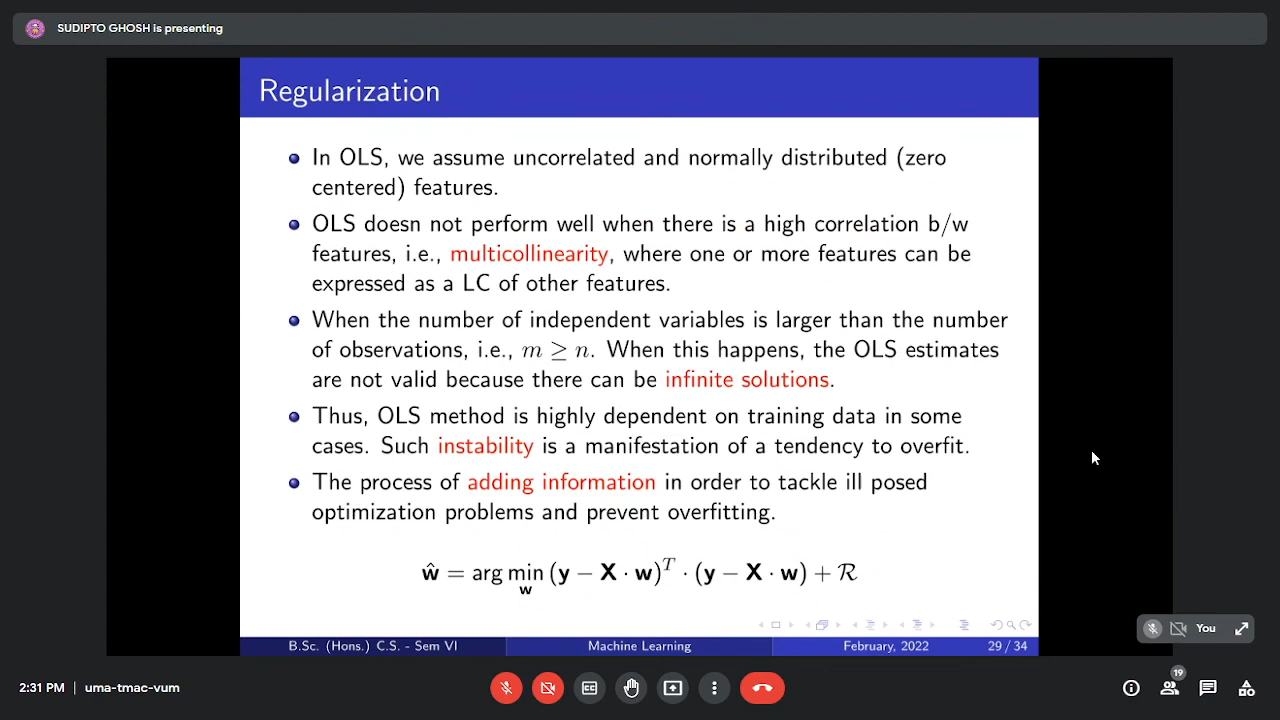 SUDIPTO GHOSH is presenting
Regularization
In OLS, we assume uncorrelated and normally distributed (zero
centered) features.
OLS doesn not perform well when there is a high correlation b/w
features, i.e., multicollinearity, where one or more features can be
expressed as a LC of other features.
When the number of independent variables is larger than the number
of observations, i.e., m ≥ n. When this happens, the OLS estimates
are not valid because there can be infinite solutions.
Thus, OLS method is highly dependent on training data in some
cases. Such instability is a manifestation of a tendency to overfit.
The process of adding information in order to tackle ill posed
optimization problems and prevent overfitting.
ŵ = arg min (y − X · w)ᵀ · (y − X · w) + ℛ
w
You
B.Sc. (Hons.) C.S. - Sem VI Machine Learning February, 2022 29 / 34
2:31 PM | uma-tmac-vum
CC
19